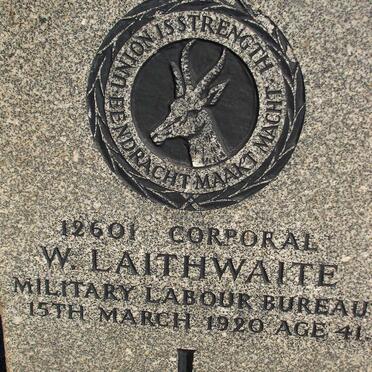 UNION IS STRENGTH
EENDRACHT MAAKT MACHT
12601 CORPORAL
W. LAITHWAITE
MILITARY LABOUR BUREAU
15TH MARCH 1920 AGE 41.